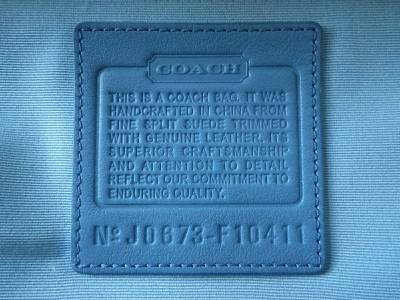 COACH
THIS IS A COACH BAG. IT WAS
HANDCRAFTED IN CHINA FROM
FINE SPLIT SUEDE TRIMMED
WITH GENUINE LEATHER. ITS
SUPERIOR CRAFTSMANSHIP
AND ATTENTION TO DETAIL
REFLECT OUR COMMITMENT TO
ENDURING QUALITY.
Nº J0673-F10411